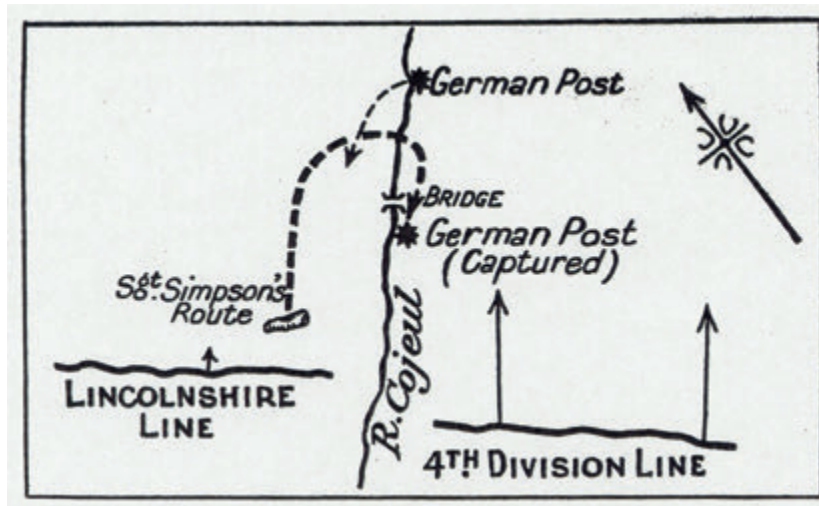 German Post
BRIDGE
German Post
(Captured)
Sgt. Simpson's
Route
R. Cojeul
LINCOLNSHIRE
LINE
4TH DIVISION LINE